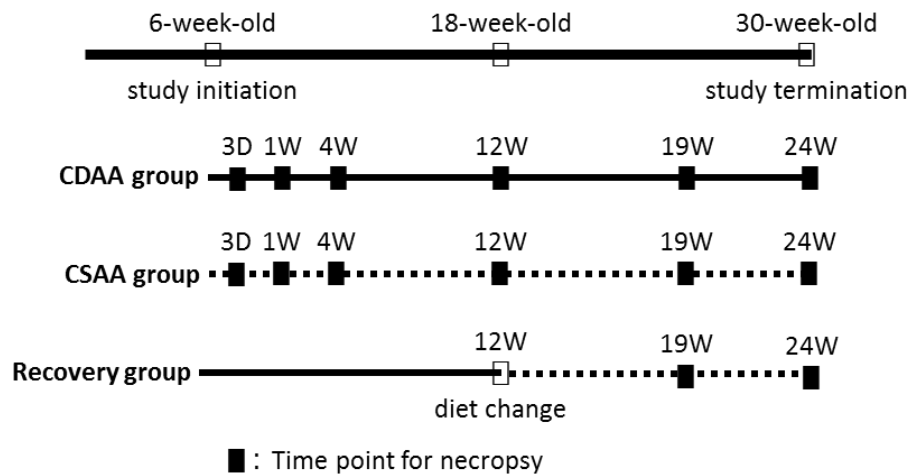 6-week-old 18-week-old 30-week-old
study initiation study termination
3D 1W 4W 12W 19W 24W
CDAA group
3D 1W 4W 12W 19W 24W
CSAA group
12W 19W 24W
Recovery group
diet change
: Time point for necropsy